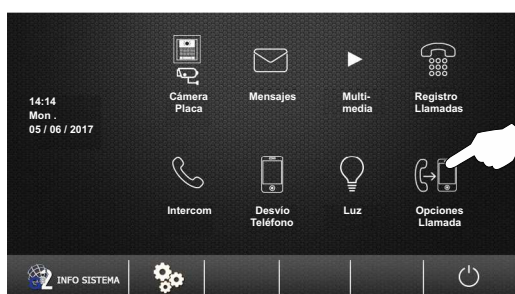 Cámera
Placa
Mensajes
Multi-
media
Registro
Llamadas
14:14
Mon .
05 / 06 / 2017
Intercom
Desvío
Teléfono
Luz
Opciones
Llamada
2 INFO SISTEMA